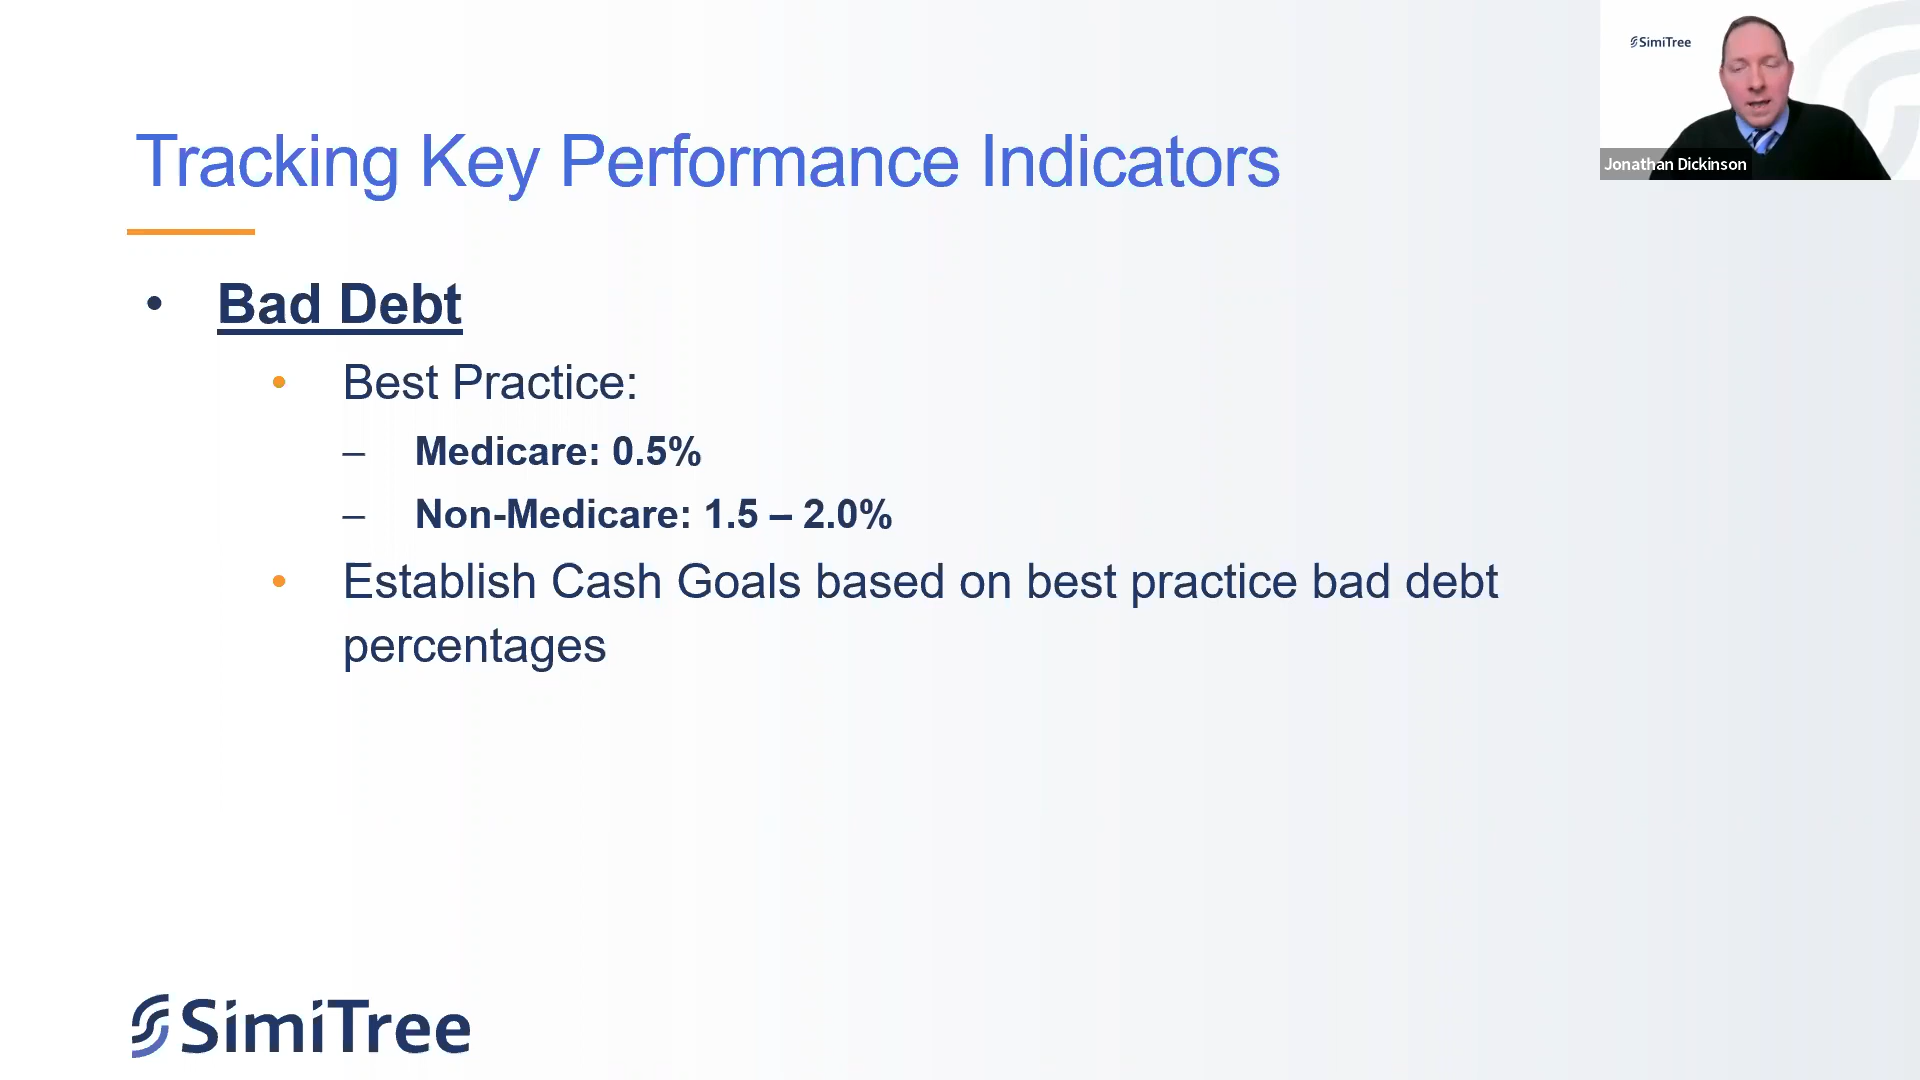 SimiTree
Jonathan Dickinson
Tracking Key Performance Indicators
• Bad Debt
• Best Practice:
– Medicare: 0.5%
– Non-Medicare: 1.5 – 2.0%
• Establish Cash Goals based on best practice bad debt
percentages
SimiTree